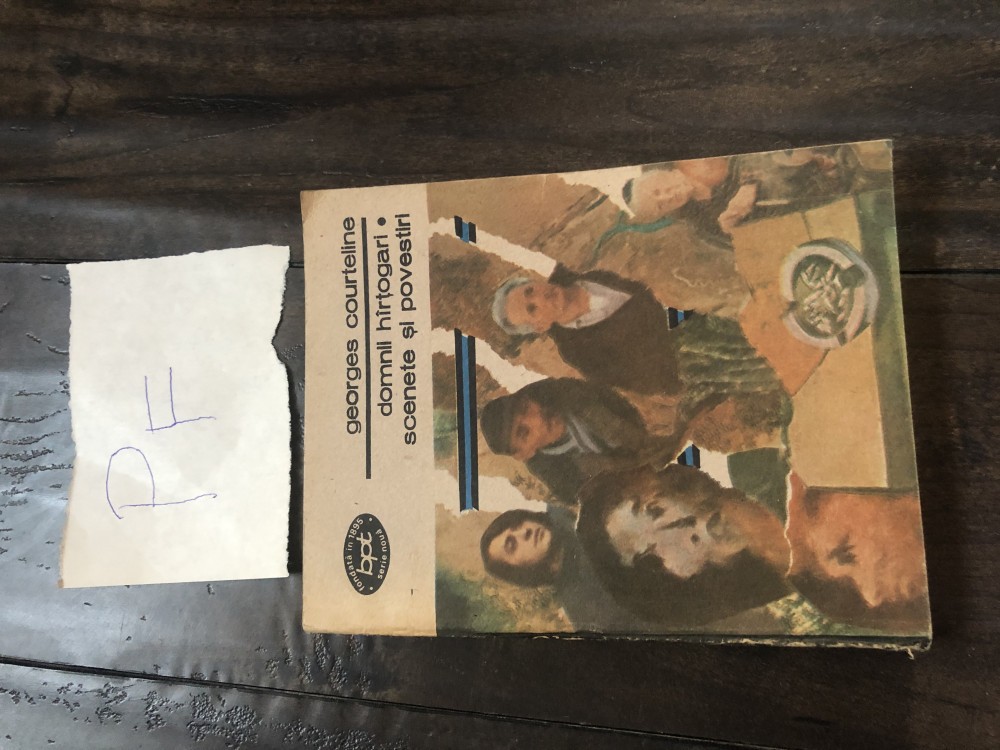 PF
georges courteline
domnii hîrțogari •
scenete și povestiri
fondată în 1895
bpt
serie nouă